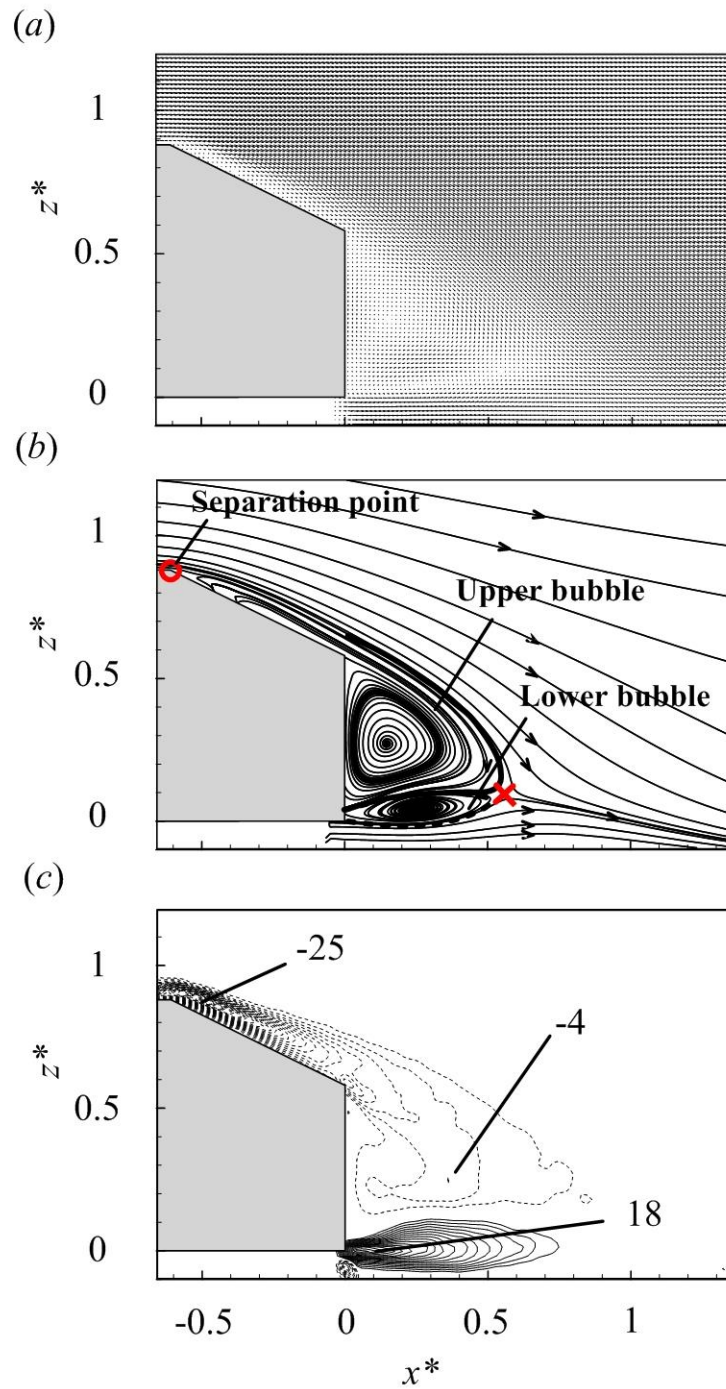 (a)
1
z*
0.5
0
(b)
Separation point
1
Upper bubble
z*
0.5
Lower bubble
0
(c)
-25
1
-4
z*
0.5
18
0
-0.5 0 0.5 1
x*